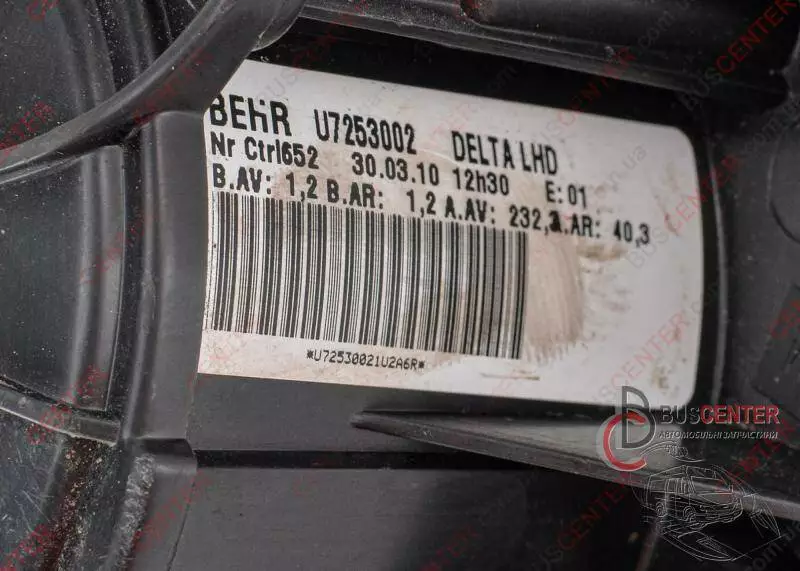 BEHR U7253002 DELTA LHD
Nr Ctrl652 30.03.10 12h30 E:01
B.AV: 1,2 B.AR: 1,2 A.AV: 232, A.AR: 40,3
*U72530021U2A6R*
BUSCENTER
АВТОМОБІЛЬНІ ЗАПЧАСТИНИ